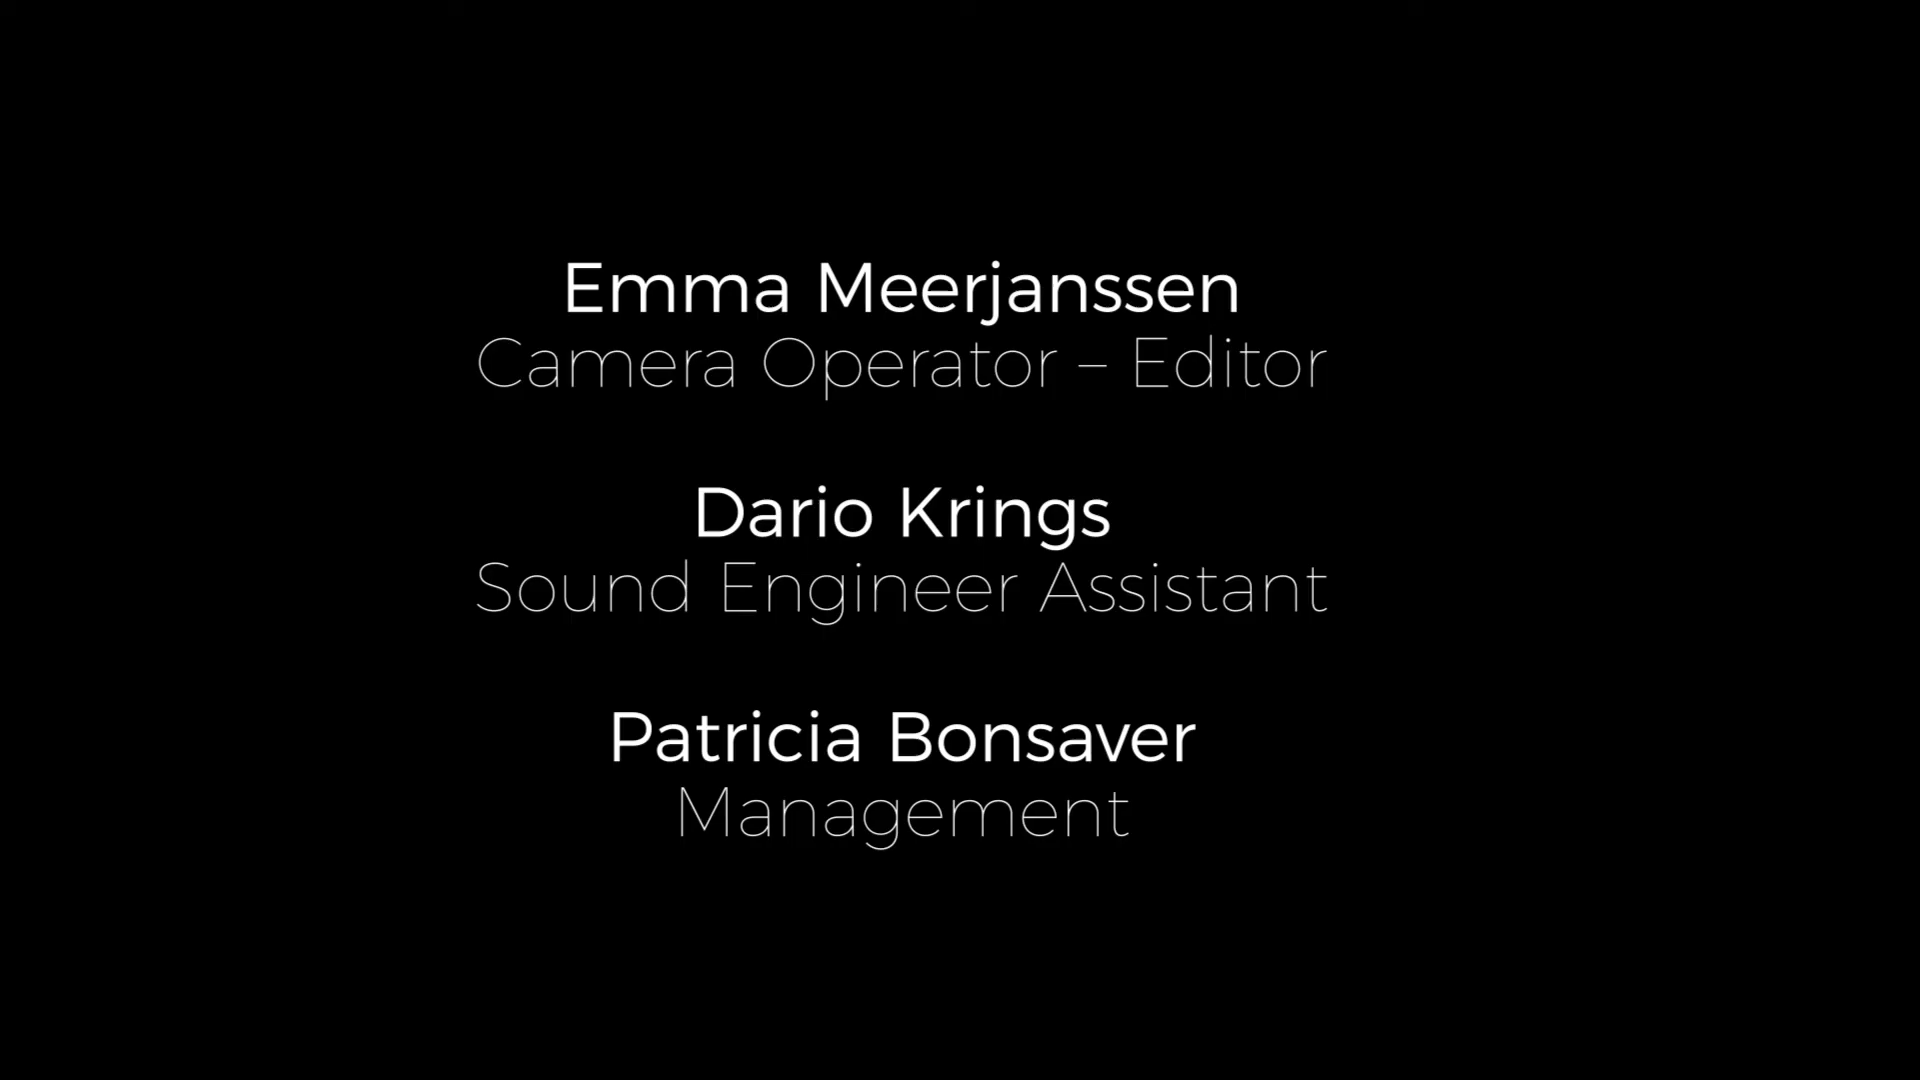 Emma Meerjanssen
Camera Operator – Editor
Dario Krings
Sound Engineer Assistant
Patricia Bonsaver
Management